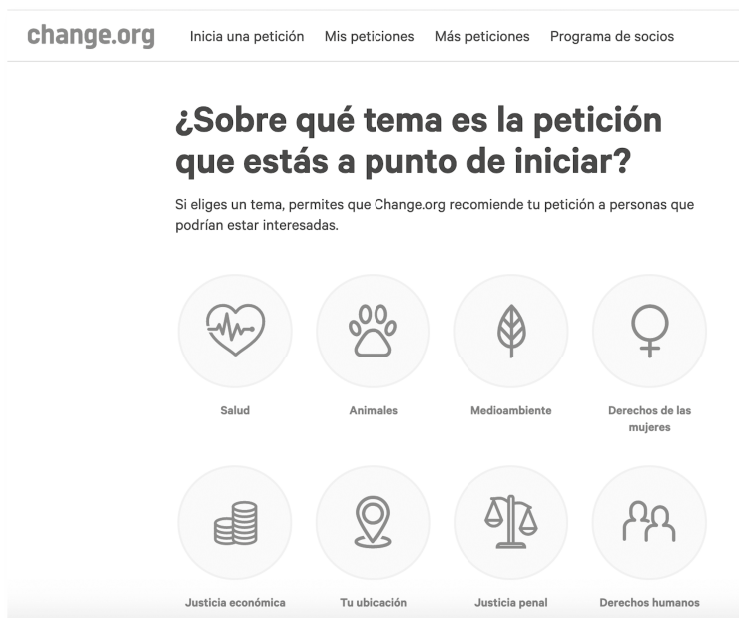 change.org
Inicia una petición Mis peticiones Más peticiones Programa de socios
¿Sobre qué tema es la petición
que estás a punto de iniciar?
Si eliges un tema, permites que Change.org recomiende tu petición a personas que
podrían estar interesadas.
Salud
Animales
Medioambiente
Derechos de las
mujeres
Justicia económica
Tu ubicación
Justicia penal
Derechos humanos